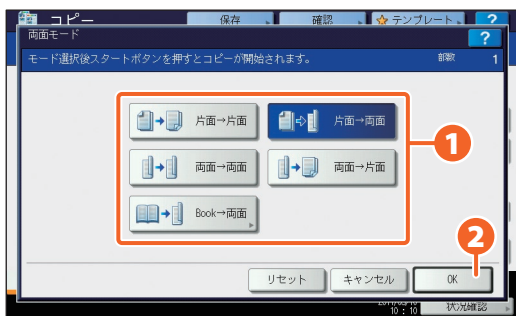 コピー 保存 確認 テンプレート ?
両面モード ?
モード選択後スタートボタンを押すとコピーが開始されます。 部数 1
片面→片面 片面→両面
1
両面→両面 両面→片面
Book→両面
2
リセット キャンセル OK
10：10 状況確認